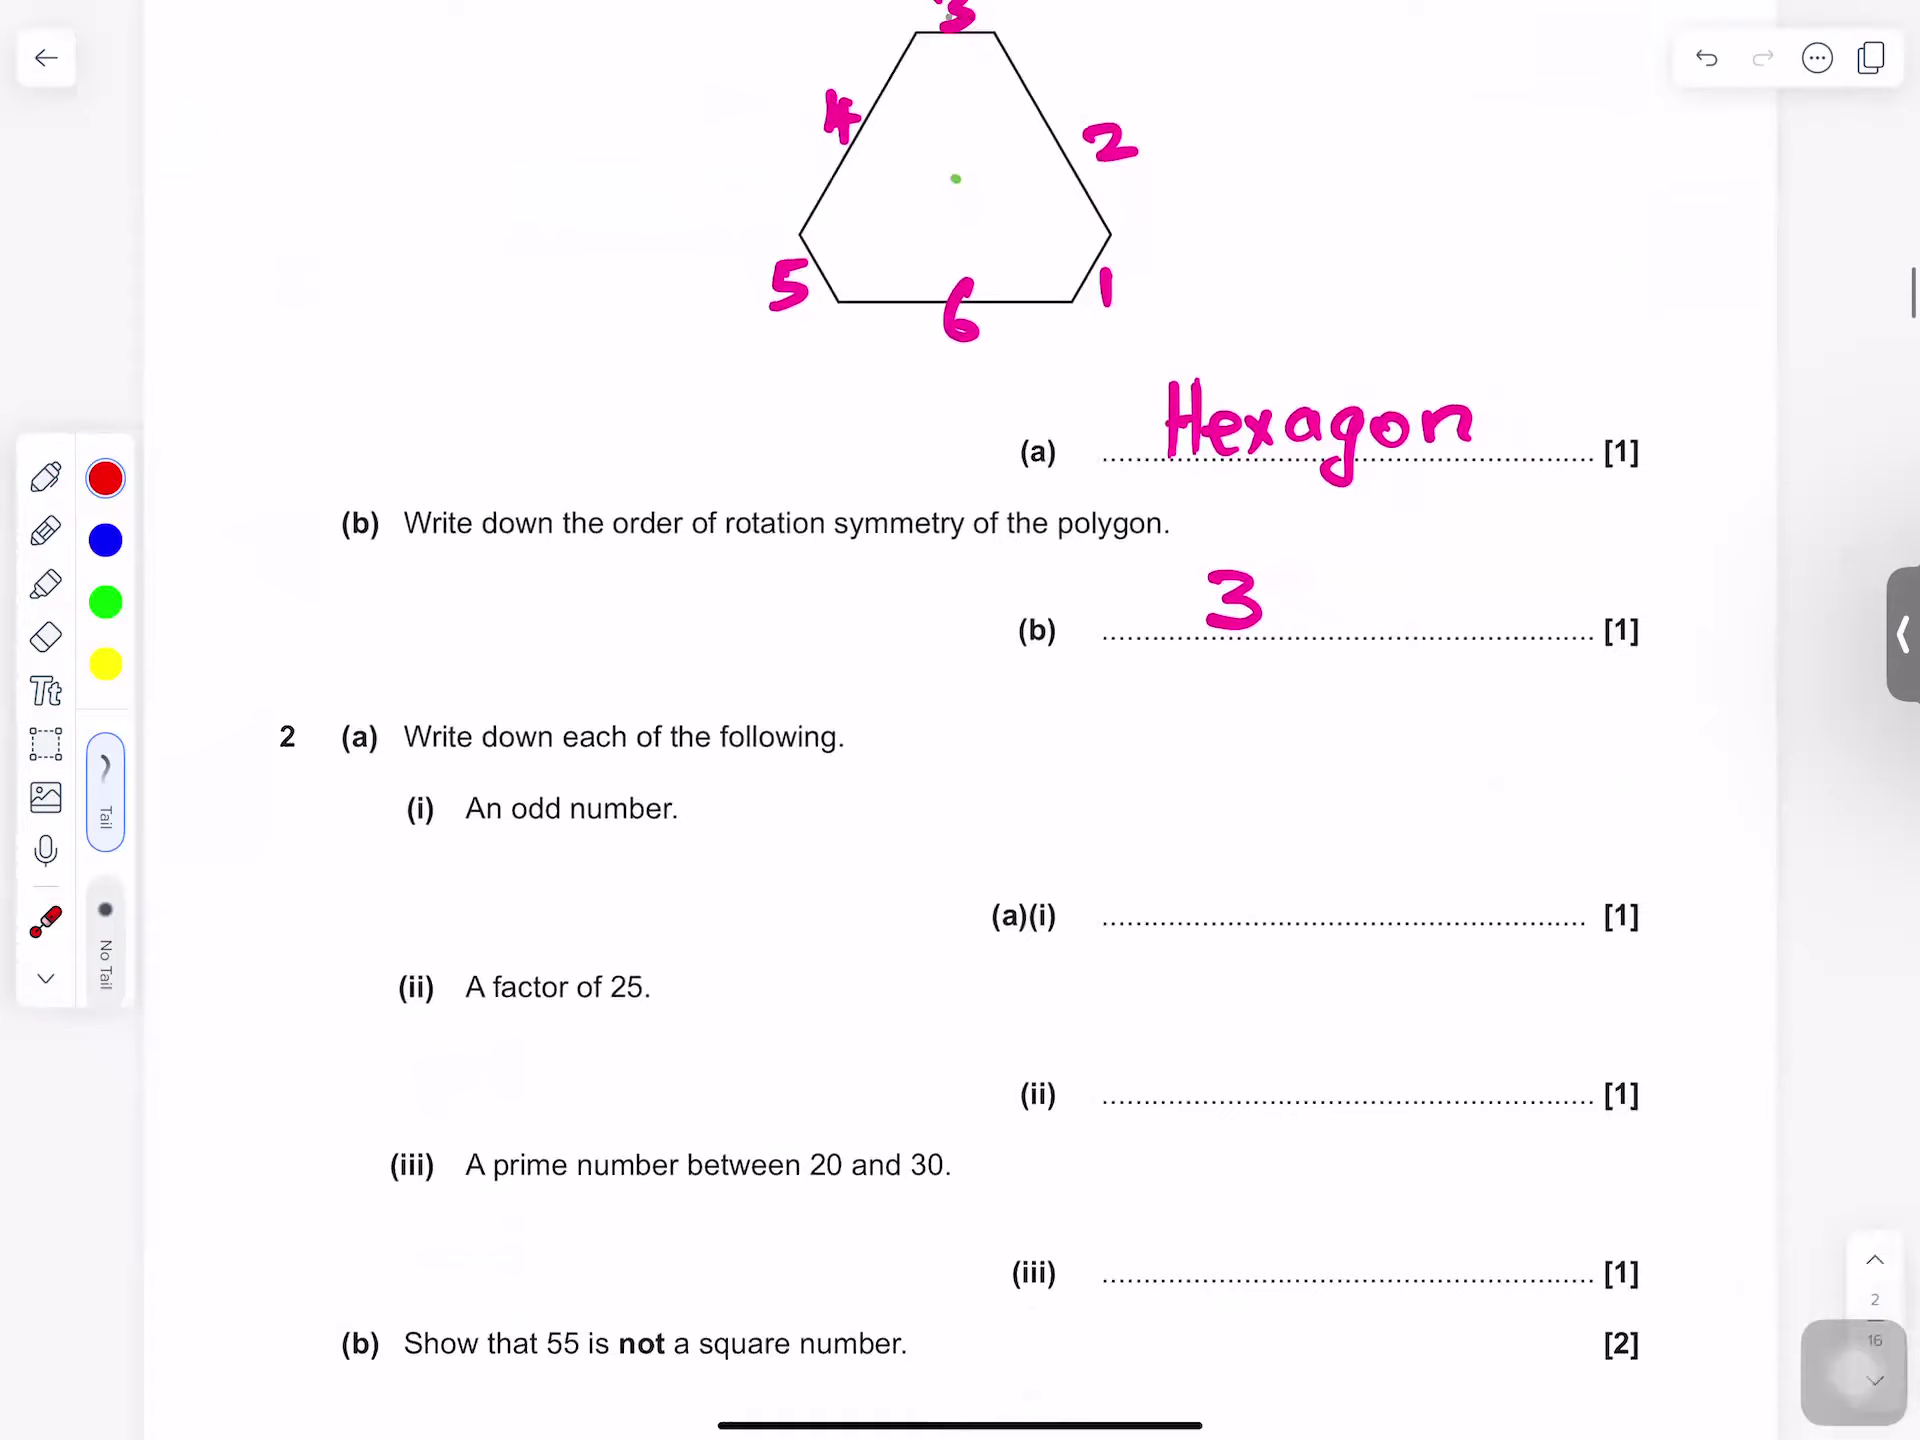 3
4
2
5
6
1
Hexagon
(a) ........................................ [1]
(b) Write down the order of rotation symmetry of the polygon.
3
(b) ........................................ [1]
2 (a) Write down each of the following.
(i) An odd number.
(a)(i) ........................................ [1]
(ii) A factor of 25.
(ii) ........................................ [1]
(iii) A prime number between 20 and 30.
(iii) ........................................ [1]
(b) Show that 55 is not a square number. [2]
Tt
Tail
No Tail
2
16